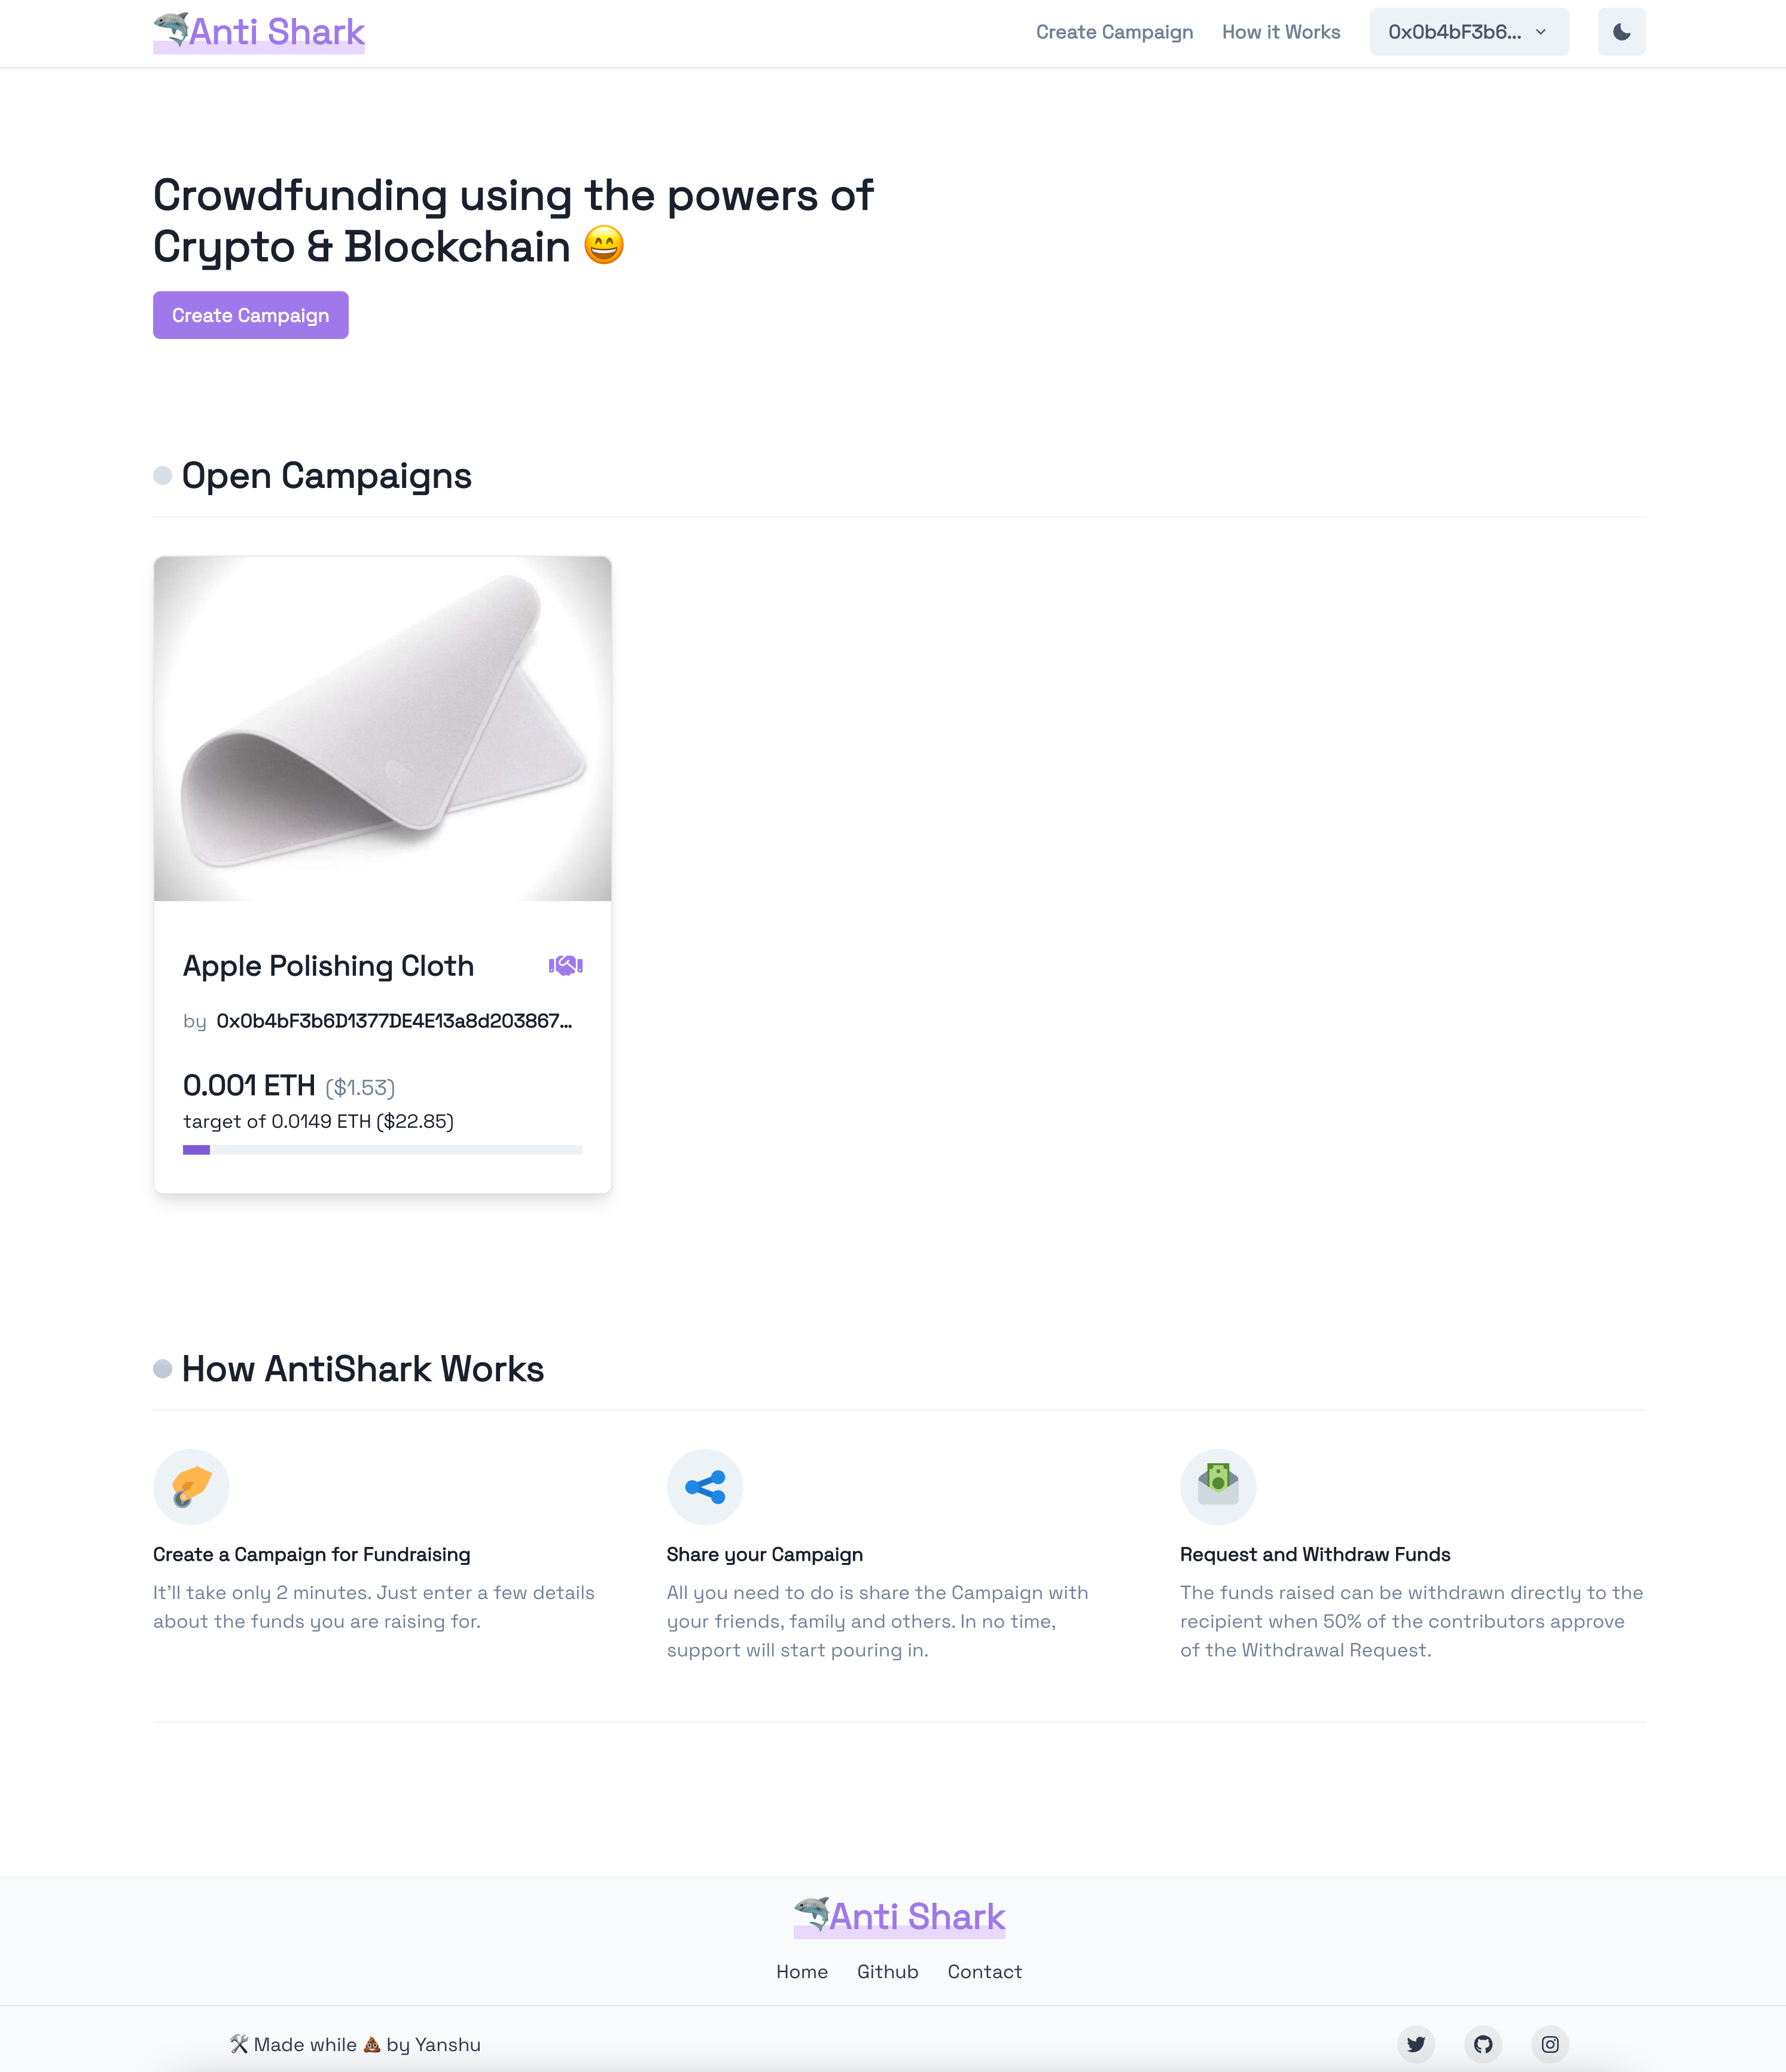 🦈Anti Shark
Create Campaign
How it Works
0x0b4bF3b6...
Crowdfunding using the powers of
Crypto & Blockchain 😄
Create Campaign
Open Campaigns
Apple Polishing Cloth
by 0x0b4bF3b6D1377DE4E13a8d203867...
0.001 ETH ($1.53)
target of 0.0149 ETH ($22.85)
How AntiShark Works
Create a Campaign for Fundraising
It'll take only 2 minutes. Just enter a few details
about the funds you are raising for.
Share your Campaign
All you need to do is share the Campaign with
your friends, family and others. In no time,
support will start pouring in.
Request and Withdraw Funds
The funds raised can be withdrawn directly to the
recipient when 50% of the contributors approve
of the Withdrawal Request.
🦈Anti Shark
Home Github Contact
🛠 Made while 💩 by Yanshu